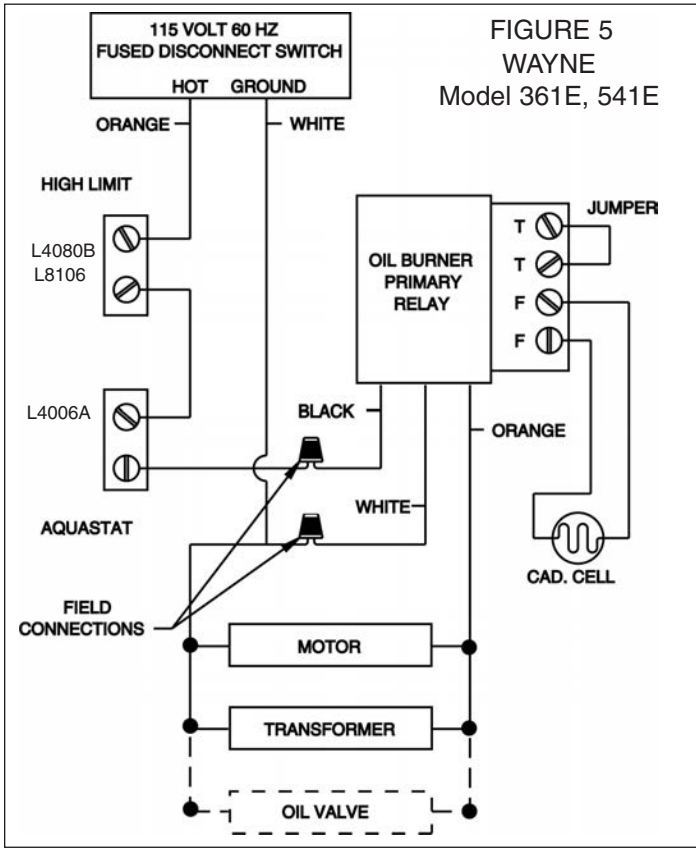 115 VOLT 60 HZ
FUSED DISCONNECT SWITCH
HOT GROUND
FIGURE 5
WAYNE
Model 361E, 541E
ORANGE
WHITE
HIGH LIMIT
L4080B
L8106
OIL BURNER
PRIMARY
RELAY
T
T
F
F
JUMPER
L4006A
BLACK
ORANGE
WHITE
AQUASTAT
CAD. CELL
FIELD
CONNECTIONS
MOTOR
TRANSFORMER
OIL VALVE